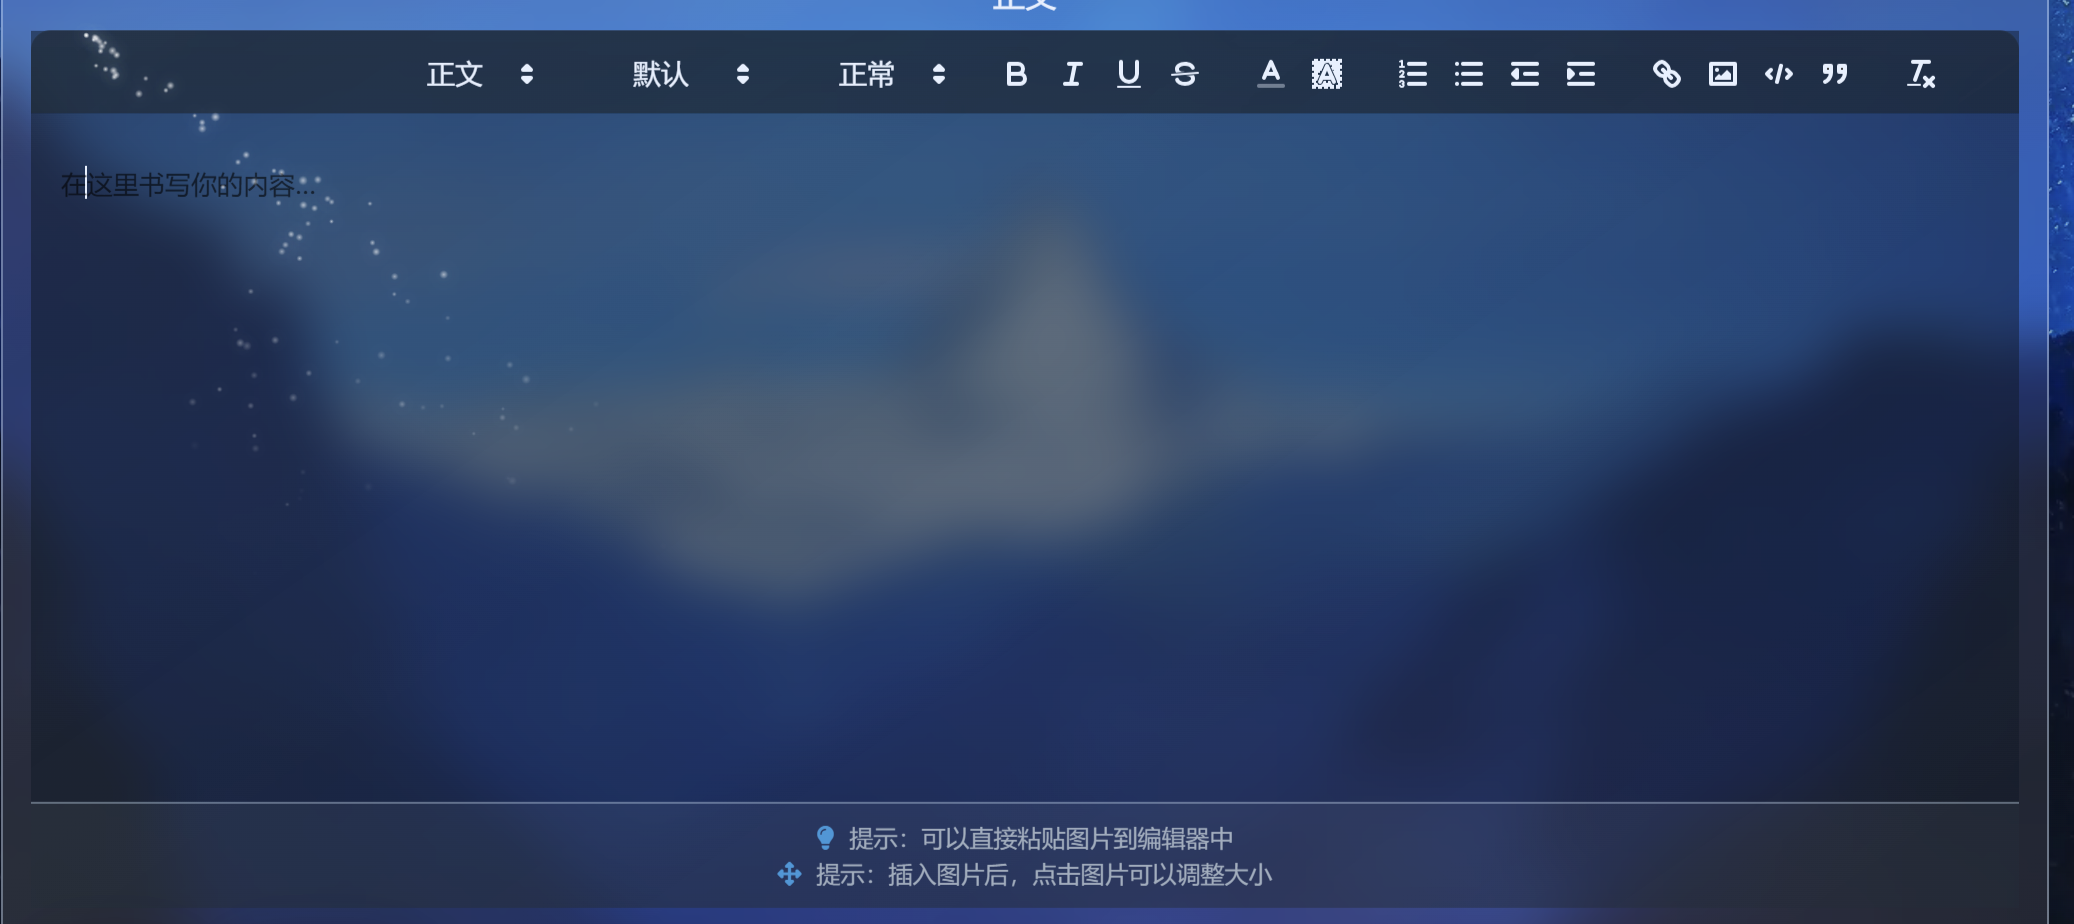 正文
正文 默认 正常
在这里书写你的内容...
提示：可以直接粘贴图片到编辑器中
提示：插入图片后，点击图片可以调整大小